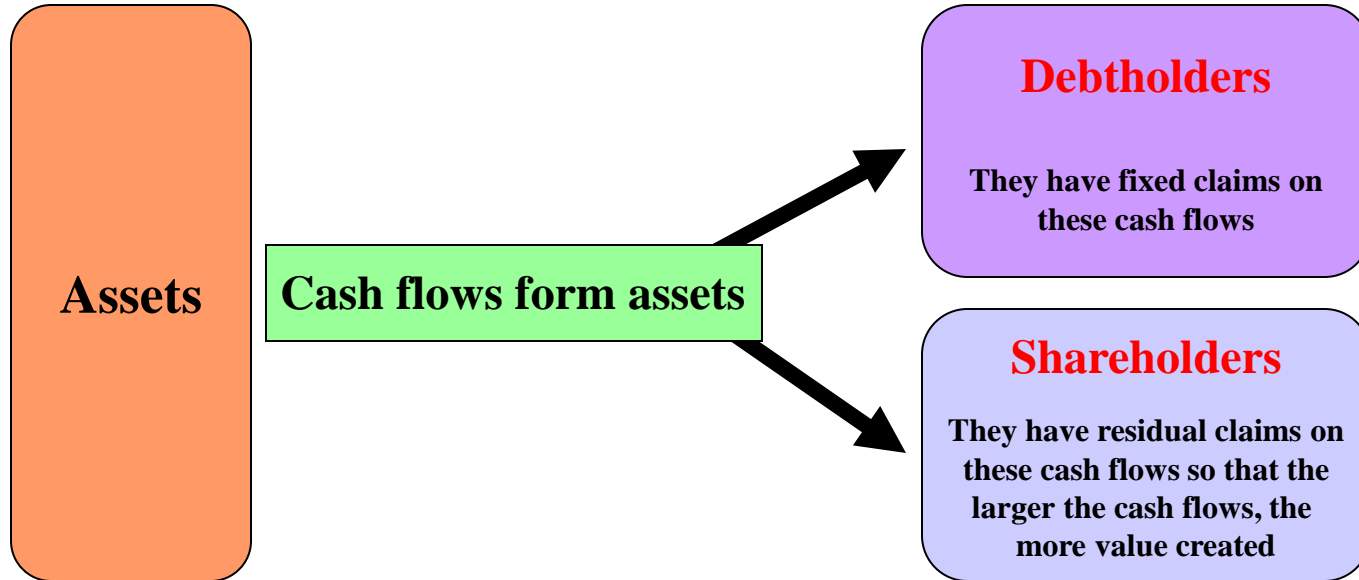 Assets
Cash flows form assets
Debtholders
They have fixed claims on
these cash flows
Shareholders
They have residual claims on
these cash flows so that the
larger the cash flows, the
more value created